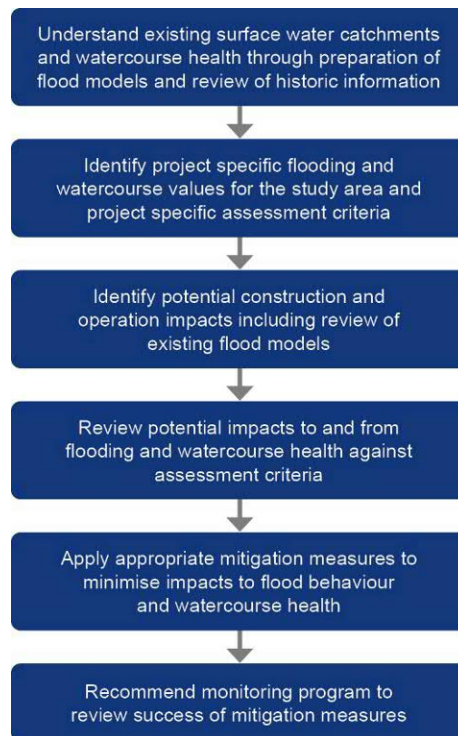 Understand existing surface water catchments
and watercourse health through preparation of
flood models and review of historic information
Identify project specific flooding and
watercourse values for the study area and
project specific assessment criteria
Identify potential construction and
operation impacts including review of
existing flood models
Review potential impacts to and from
flooding and watercourse health against
assessment criteria
Apply appropriate mitigation measures to
minimise impacts to flood behaviour
and watercourse health
Recommend monitoring program to
review success of mitigation measures